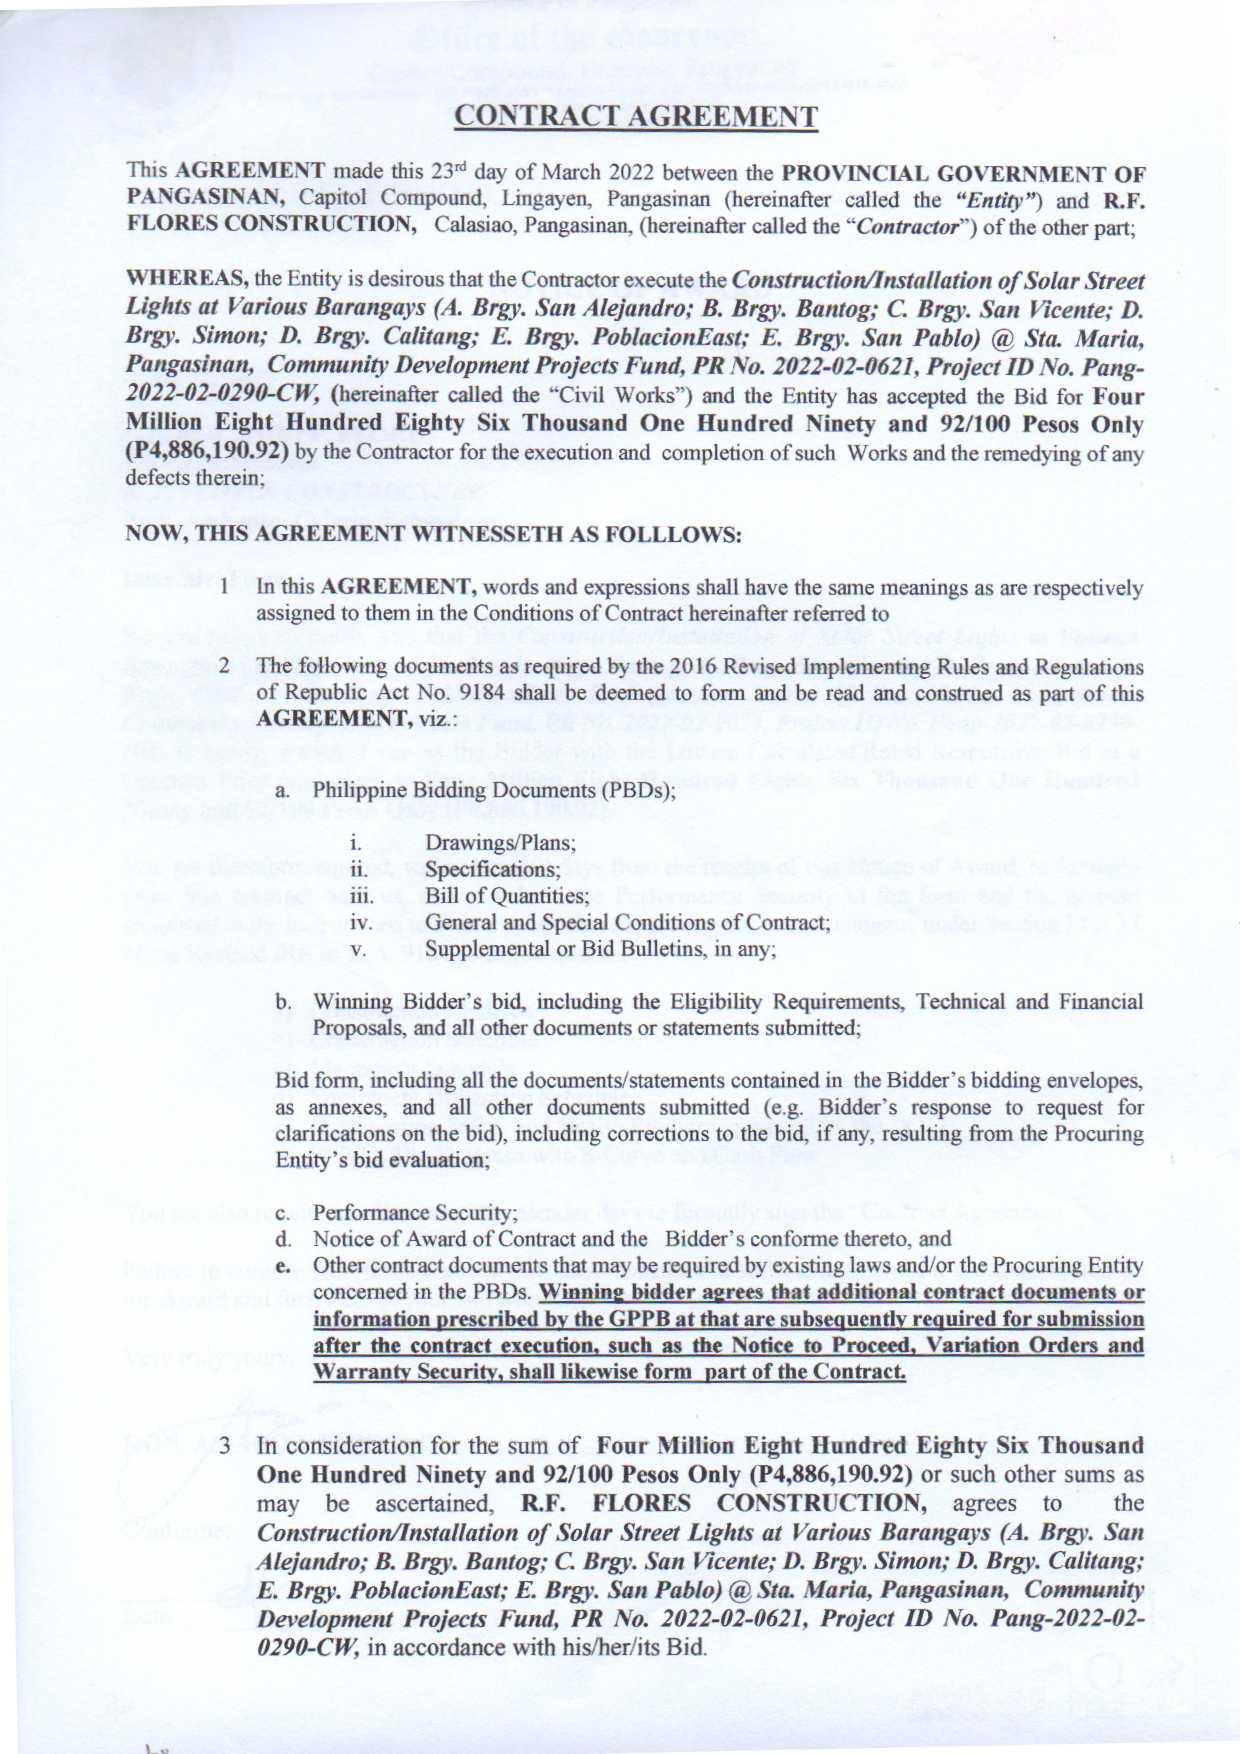 CONTRACT AGREEMENT
This AGREEMENT made this 23rd day of March 2022 between the PROVINCIAL GOVERNMENT OF
PANGASINAN, Capitol Compound, Lingayen, Pangasinan (hereinafter called the “Entity”) and R.F.
FLORES CONSTRUCTION, Calasiao, Pangasinan, (hereinafter called the “Contractor”) of the other part;
WHEREAS, the Entity is desirous that the Contractor execute the Construction/Installation of Solar Street
Lights at Various Barangays (A. Brgy. San Alejandro; B. Brgy. Bantog; C. Brgy. San Vicente; D.
Brgy. Simon; D. Brgy. Calitang; E. Brgy. PoblacionEast; E. Brgy. San Pablo) @ Sta. Maria,
Pangasinan, Community Development Projects Fund, PR No. 2022-02-0621, Project ID No. Pang-
2022-02-0290-CW, (hereinafter called the “Civil Works”) and the Entity has accepted the Bid for Four
Million Eight Hundred Eighty Six Thousand One Hundred Ninety and 92/100 Pesos Only
(P4,886,190.92) by the Contractor for the execution and completion of such Works and the remedying of any
defects therein;
NOW, THIS AGREEMENT WITNESSETH AS FOLLLOWS:
1 In this AGREEMENT, words and expressions shall have the same meanings as are respectively
assigned to them in the Conditions of Contract hereinafter referred to
2 The following documents as required by the 2016 Revised Implementing Rules and Regulations
of Republic Act No. 9184 shall be deemed to form and be read and construed as part of this
AGREEMENT, viz.:
a. Philippine Bidding Documents (PBDs);
i. Drawings/Plans;
ii. Specifications;
iii. Bill of Quantities;
iv. General and Special Conditions of Contract;
v. Supplemental or Bid Bulletins, in any;
b. Winning Bidder’s bid, including the Eligibility Requirements, Technical and Financial
Proposals, and all other documents or statements submitted;
Bid form, including all the documents/statements contained in the Bidder’s bidding envelopes,
as annexes, and all other documents submitted (e.g. Bidder’s response to request for
clarifications on the bid), including corrections to the bid, if any, resulting from the Procuring
Entity’s bid evaluation;
c. Performance Security;
d. Notice of Award of Contract and the Bidder’s conforme thereto, and
e. Other contract documents that may be required by existing laws and/or the Procuring Entity
concerned in the PBDs. Winning bidder agrees that additional contract documents or
information prescribed by the GPPB at that are subsequently required for submission
after the contract execution, such as the Notice to Proceed, Variation Orders and
Warranty Security, shall likewise form part of the Contract.
3 In consideration for the sum of Four Million Eight Hundred Eighty Six Thousand
One Hundred Ninety and 92/100 Pesos Only (P4,886,190.92) or such other sums as
may be ascertained, R.F. FLORES CONSTRUCTION, agrees to the
Construction/Installation of Solar Street Lights at Various Barangays (A. Brgy. San
Alejandro; B. Brgy. Bantog; C. Brgy. San Vicente; D. Brgy. Simon; D. Brgy. Calitang;
E. Brgy. PoblacionEast; E. Brgy. San Pablo) @ Sta. Maria, Pangasinan, Community
Development Projects Fund, PR No. 2022-02-0621, Project ID No. Pang-2022-02-
0290-CW, in accordance with his/her/its Bid.